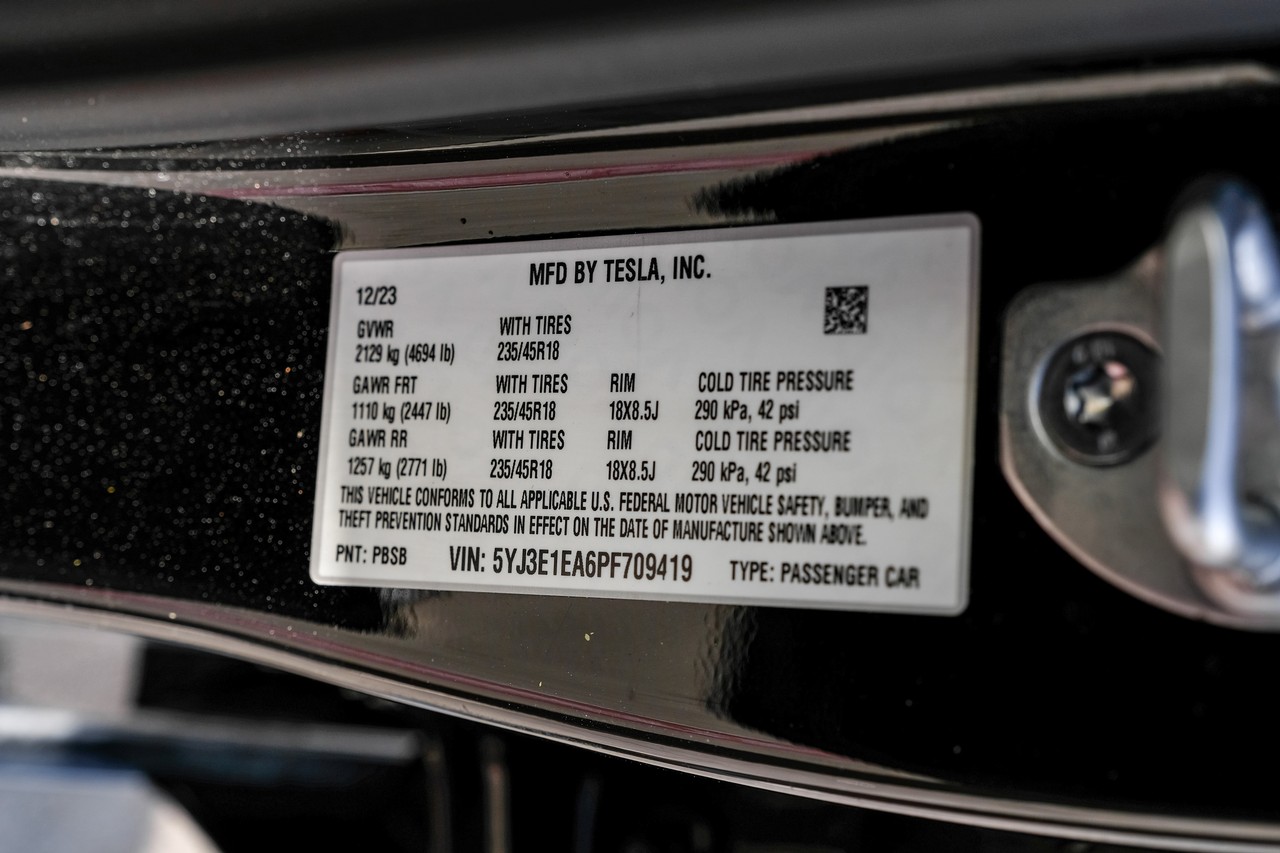 MFD BY TESLA, INC.
12/23
GVWR WITH TIRES
2129 kg (4694 lb) 235/45R18
GAWR FRT WITH TIRES RIM COLD TIRE PRESSURE
1110 kg (2447 lb) 235/45R18 18X8.5J 290 kPa, 42 psi
GAWR RR WITH TIRES RIM COLD TIRE PRESSURE
1257 kg (2771 lb) 235/45R18 18X8.5J 290 kPa, 42 psi
THIS VEHICLE CONFORMS TO ALL APPLICABLE U.S. FEDERAL MOTOR VEHICLE SAFETY, BUMPER, AND
THEFT PREVENTION STANDARDS IN EFFECT ON THE DATE OF MANUFACTURE SHOWN ABOVE.
PNT: PBSB VIN: 5YJ3E1EA6PF709419 TYPE: PASSENGER CAR